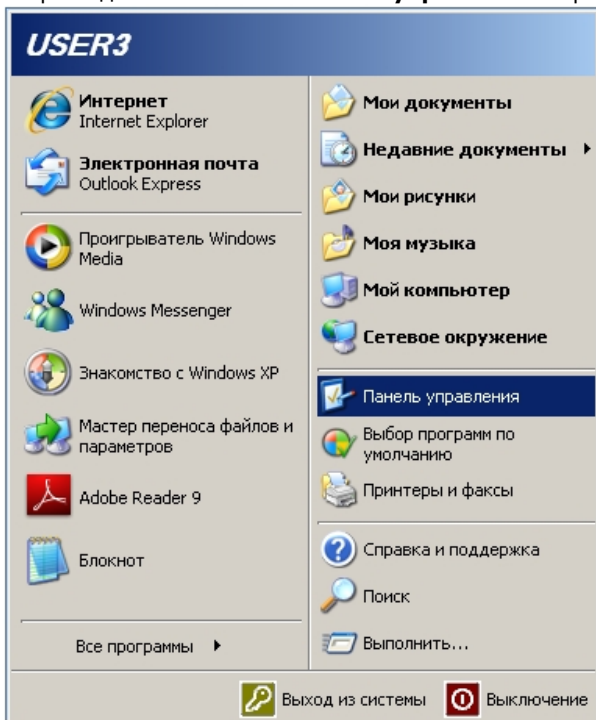 USER3
Интернет
Internet Explorer
Электронная почта
Outlook Express
Проигрыватель Windows
Media
Windows Messenger
Знакомство с Windows XP
Мастер переноса файлов и
параметров
Adobe Reader 9
Блокнот
Все программы
Мои документы
Недавние документы
Мои рисунки
Моя музыка
Мой компьютер
Сетевое окружение
Панель управления
Выбор программ по
умолчанию
Принтеры и факсы
Справка и поддержка
Поиск
Выполнить...
Выход из системы
Выключение